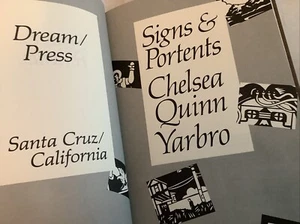 Dream/
Press
Santa Cruz/
California
Signs &
Portents
Chelsea
Quinn
Yarbro